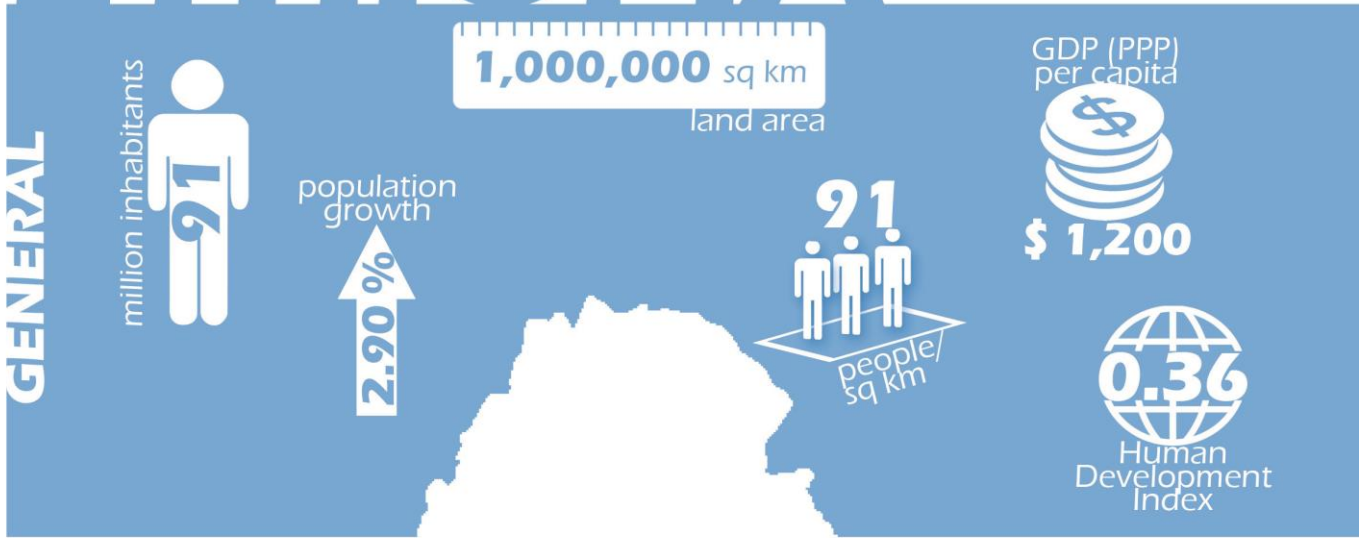 GENERAL
million inhabitants
91
population
growth
2.90 %
1,000,000 sq km
land area
91
people/
sq km
GDP (PPP)
per capita
$
$ 1,200
0.36
Human
Development
Index